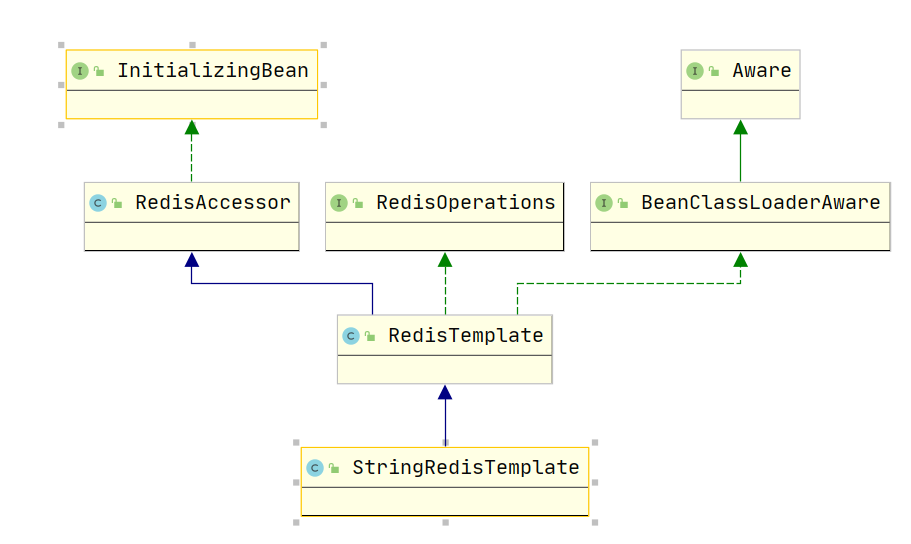 I InitializingBean
I Aware
C RedisAccessor
I RedisOperations
I BeanClassLoaderAware
C RedisTemplate
C StringRedisTemplate